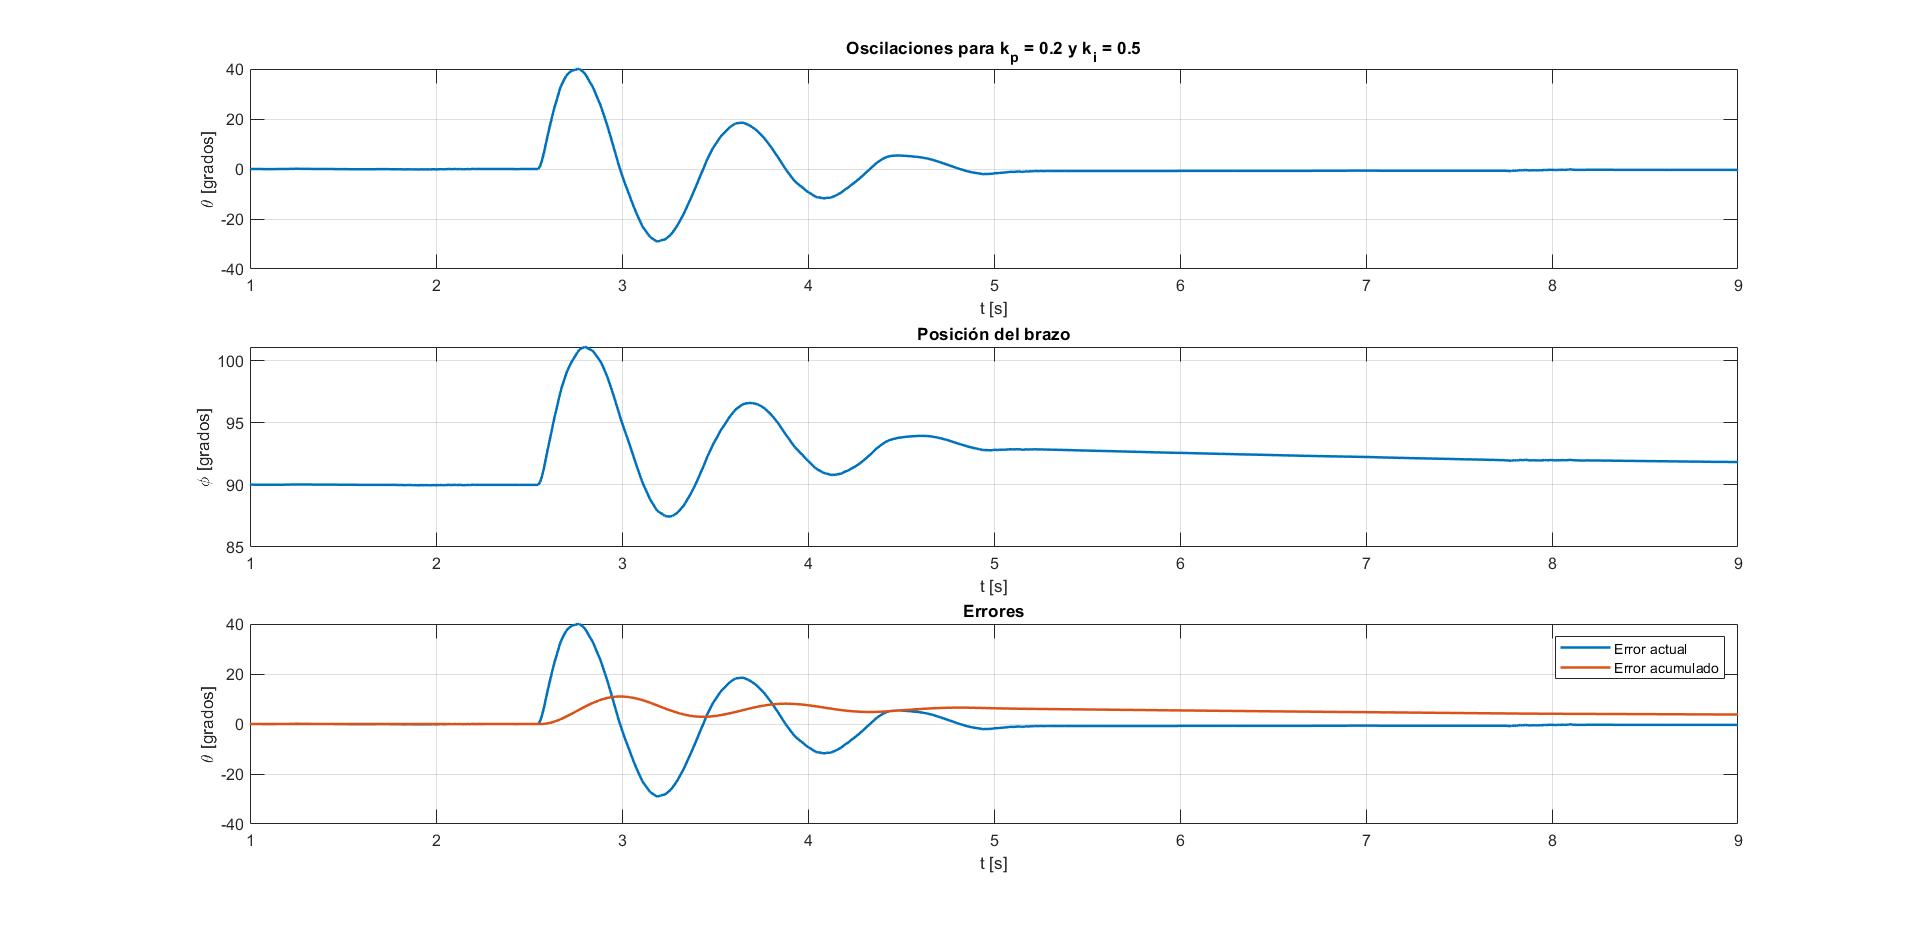 Oscilaciones para kp = 0.2 y ki = 0.5
40
20
0
-20
-40
θ [grados]
1 2 3 4 5 6 7 8 9
t [s]
Posición del brazo
100
95
90
85
ϕ [grados]
1 2 3 4 5 6 7 8 9
t [s]
Errores
40
20
0
-20
-40
θ [grados]
Error actual
Error acumulado
1 2 3 4 5 6 7 8 9
t [s]